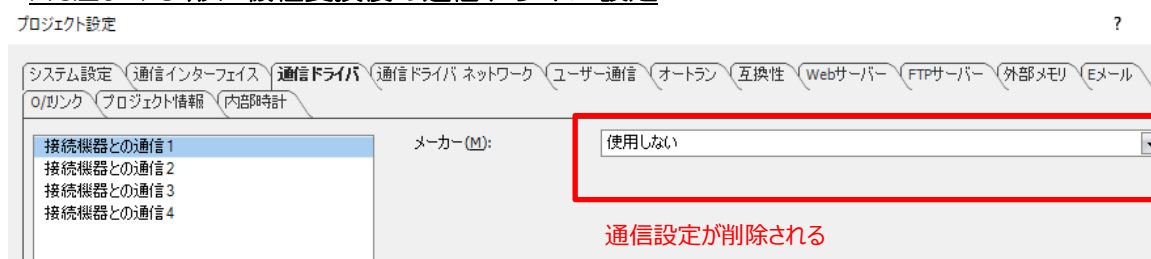 プロジェクト設定
?
システム設定 通信インターフェイス 通信ドライバ 通信ドライバ ネットワーク ユーザー通信 オートラン 互換性 Webサーバー FTPサーバー 外部メモリ Eメール
O/Iリンク プロジェクト情報 内部時計
接続機器との通信1
メーカー(M):
使用しない
接続機器との通信2
接続機器との通信3
接続機器との通信4
通信設定が削除される